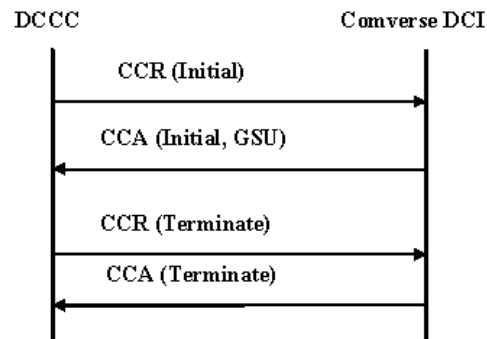 DCCC Comverse DCI
CCR (Initial)
CCA (Initial, GSU)
CCR (Terminate)
CCA (Terminate)